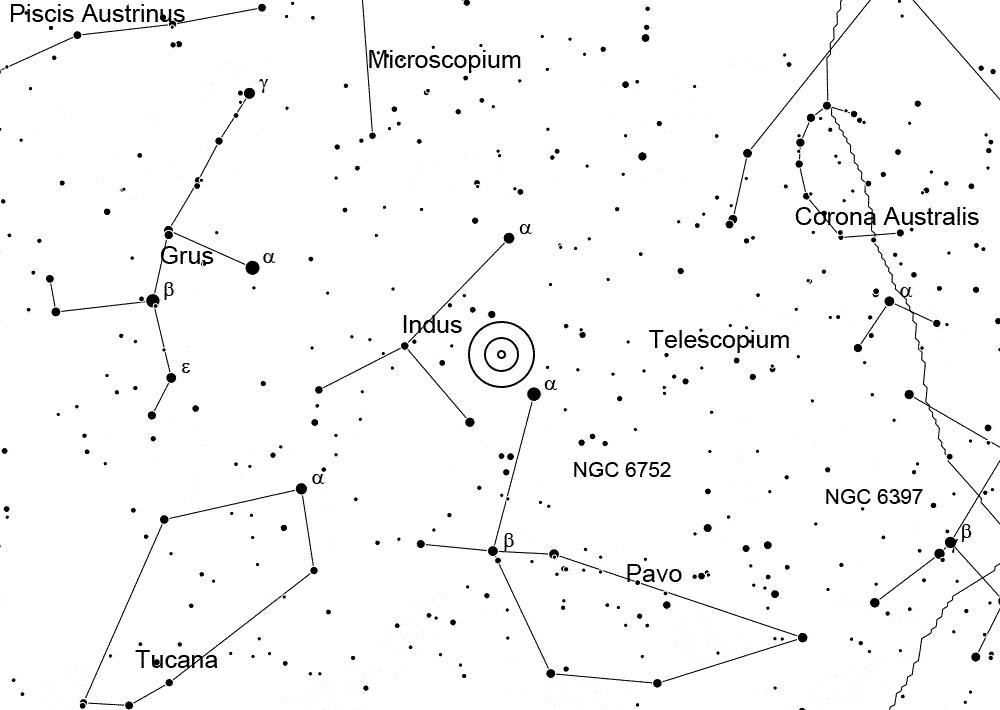 Piscis Austrinus
Microscopium
γ
Corona Australis
α
Grus
α
β
α
Indus
Telescopium
ε
α
NGC 6752
α
NGC 6397
β
β
Pavo
Tucana